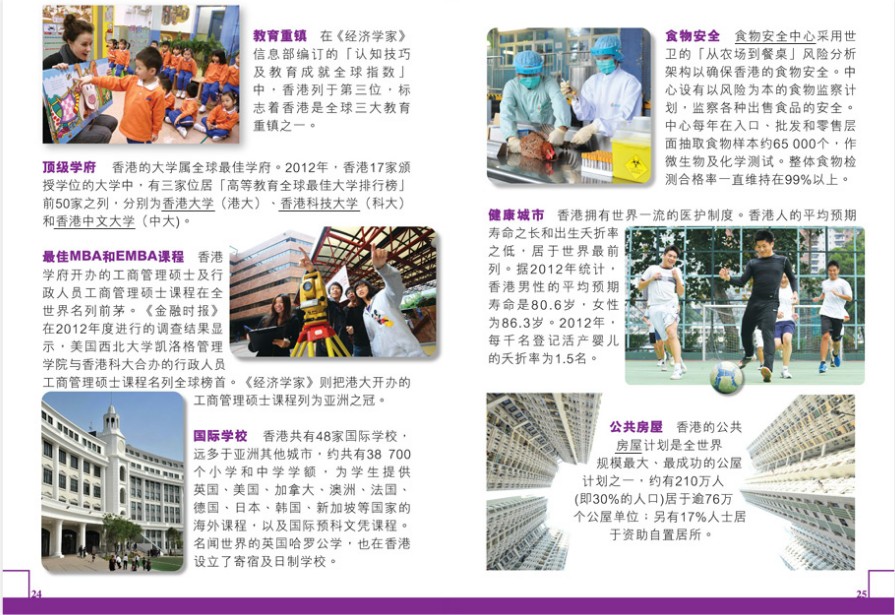 教育重镇 在《经济学家》
信息部编订的「认知技巧
及教育成就全球指数」
中，香港列于第三位，标
志着香港是全球三大教育
重镇之一。
顶级学府 香港的大学属全球最佳学府。2012年，香港17家颁
授学位的大学中，有三家位居「高等教育全球最佳大学排行榜」
前50家之列，分别为香港大学（港大）、香港科技大学（科大）
和香港中文大学（中大)。
最佳MBA和EMBA课程 香港
学府开办的工商管理硕士及行
政人员工商管理硕士课程在全
世界名列前茅。《金融时报》
在2012年度进行的调查结果显
示，美国西北大学凯洛格管理
学院与香港科大合办的行政人员
工商管理硕士课程名列全球榜首。《经济学家》则把港大开办的
工商管理硕士课程列为亚洲之冠。
国际学校 香港共有48家国际学校，
远多于亚洲其他城市，约共有38 700
个小学和中学学额，为学生提供
英国、美国、加拿大、澳洲、法国、
德国、日本、韩国、新加坡等国家的
海外课程，以及国际预科文凭课程。
名闻世界的英国哈罗公学，也在香港
设立了寄宿及日制学校。
24
食物安全 食物安全中心采用世
卫的「从农场到餐桌」风险分析
架构以确保香港的食物安全。中
心设有以风险为本的食物监察计
划，监察各种出售食品的安全。
中心每年在入口、批发和零售层
面抽取食物样本约65 000个，作
微生物及化学测试。整体食物检
测合格率一直维持在99%以上。
健康城市 香港拥有世界一流的医护制度。香港人的平均预期
寿命之长和出生夭折率
之低，居于世界最前
列。据2012年统计，
香港男性的平均预期
寿命是80.6岁，女性
为86.3岁。2012年，
每千名登记活产婴儿
的夭折率为1.5名。
公共房屋 香港的公共
房屋计划是全世界
规模最大、最成功的公屋
计划之一，约有210万人
(即30%的人口)居于逾76万
个公屋单位；另有17%人士居
于资助自置居所。
25